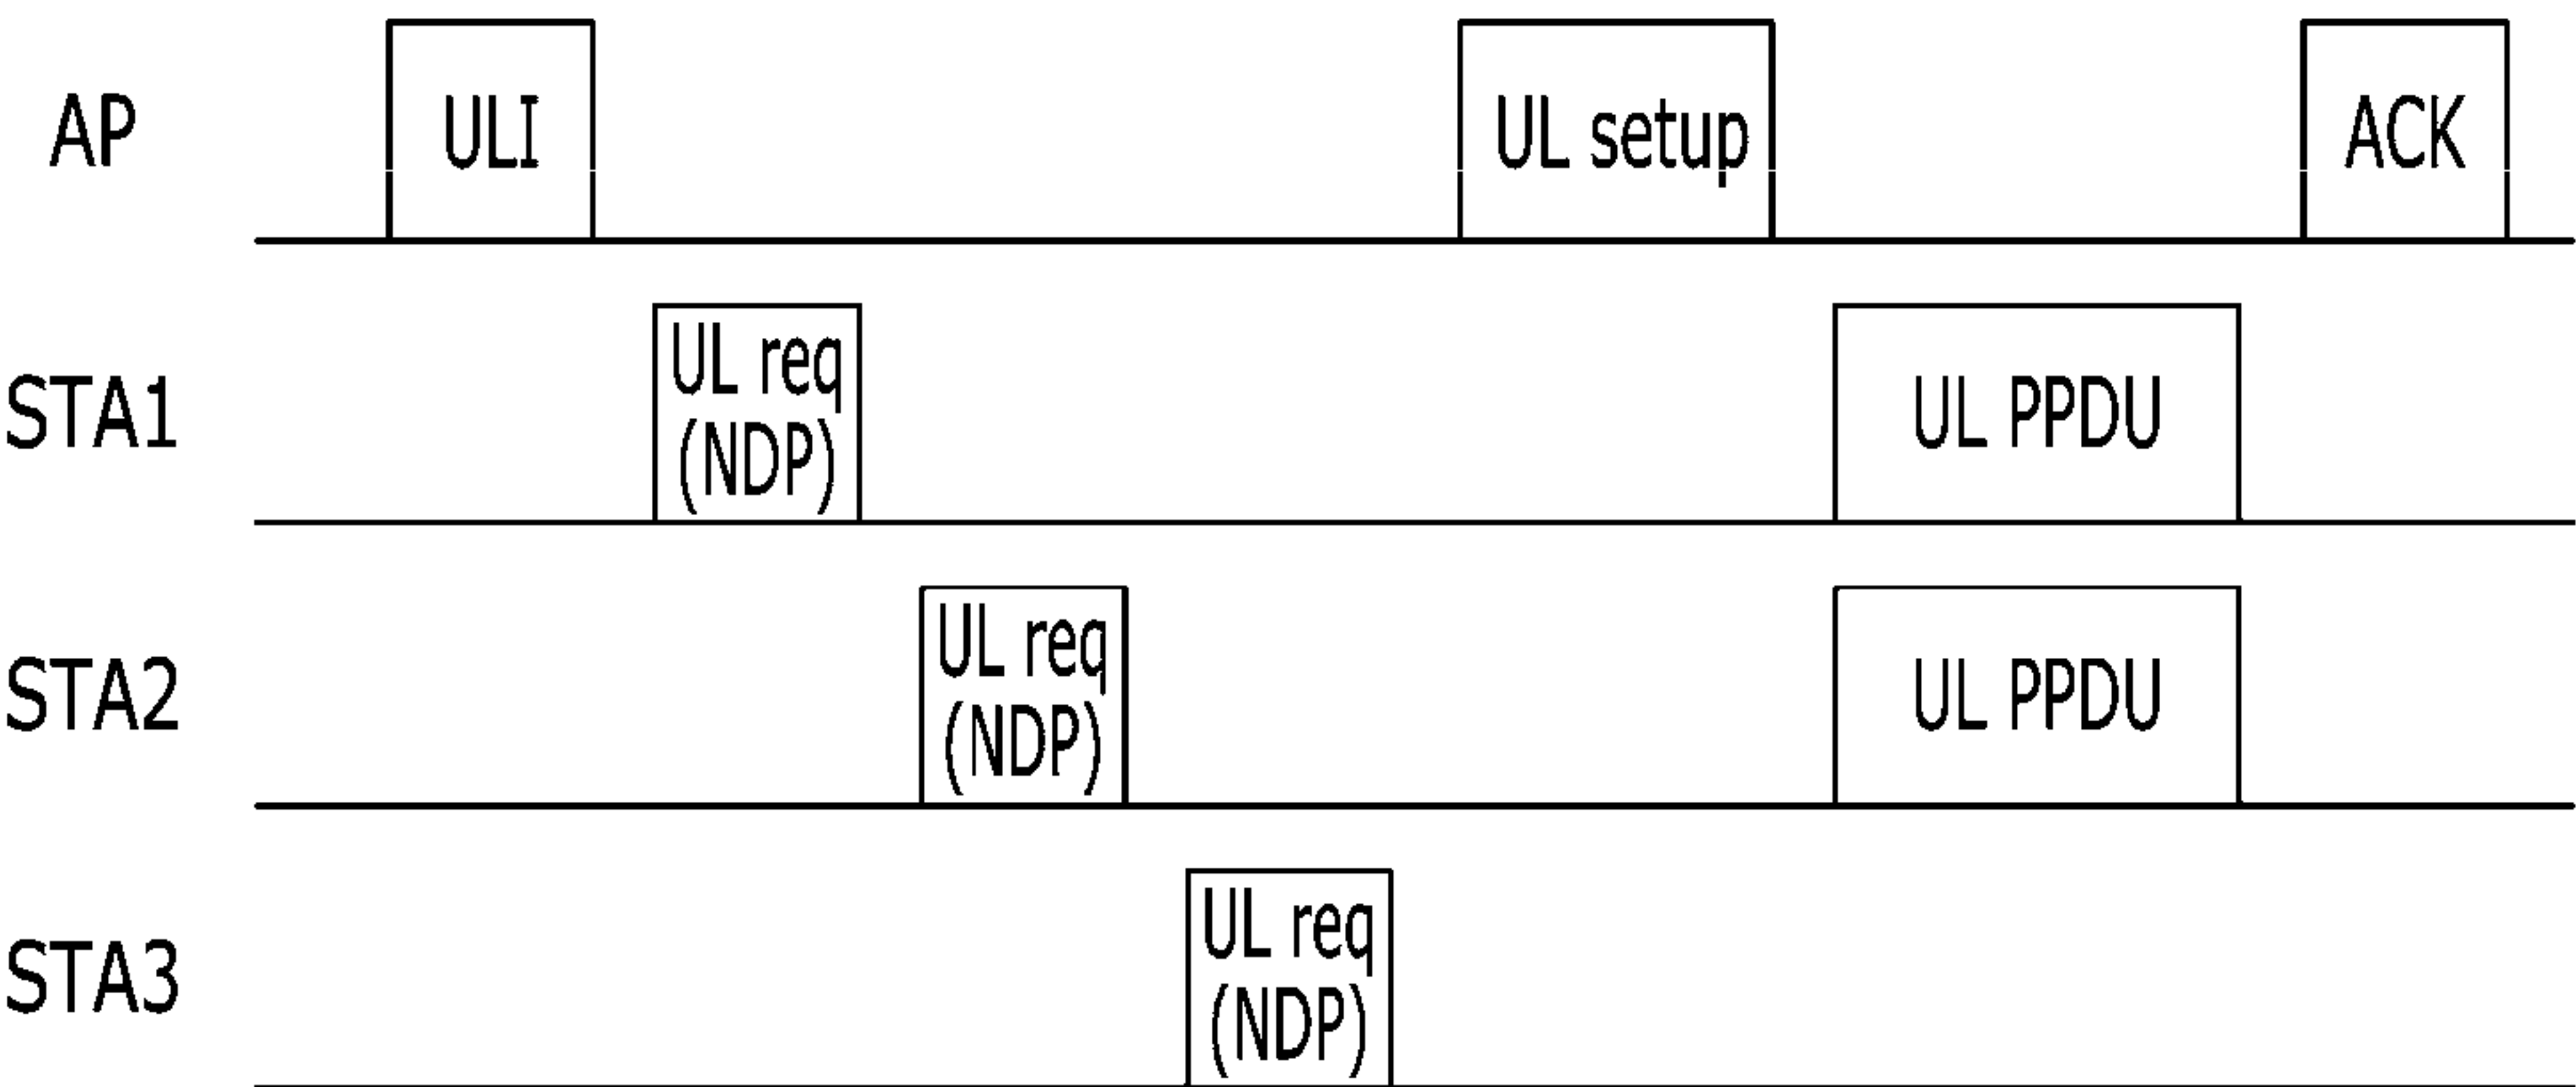 AP
ULI
UL setup
ACK
STA1
UL req
(NDP)
UL PPDU
STA2
UL req
(NDP)
UL PPDU
STA3
UL req
(NDP)